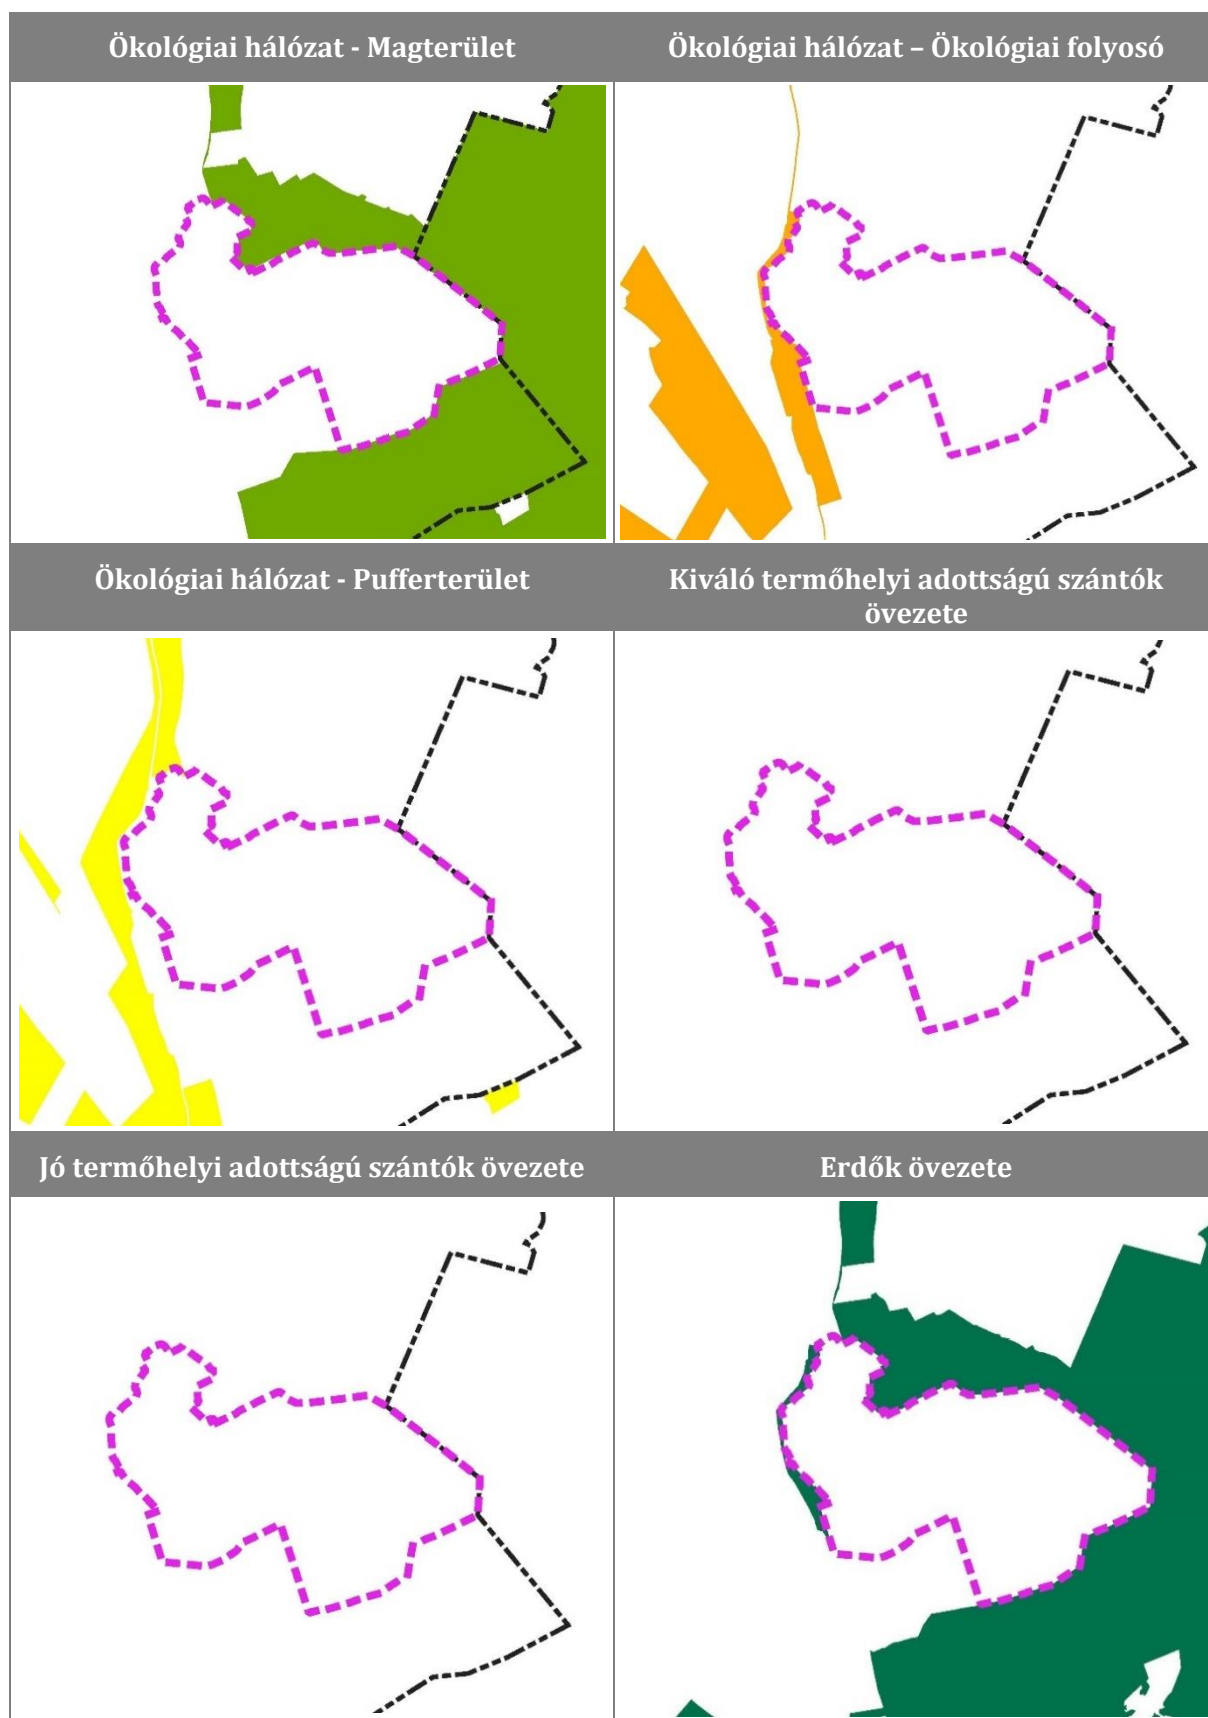 Ökológiai hálózat - Magterület
Ökológiai hálózat – Ökológiai folyosó
Ökológiai hálózat - Pufferterület
Kiváló termőhelyi adottságú szántók
övezete
Jó termőhelyi adottságú szántók övezete
Erdők övezete